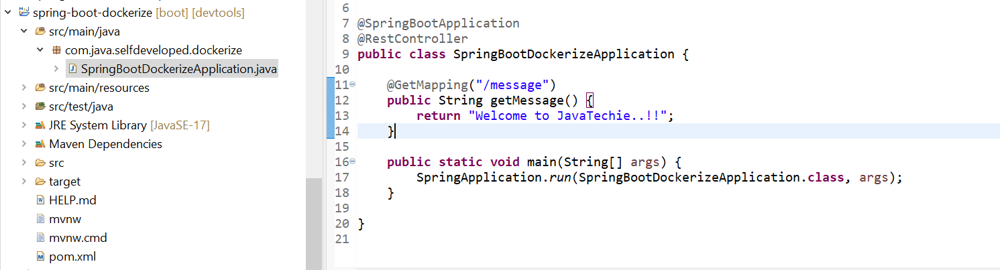 spring-boot-dockerize [boot] [devtools]
src/main/java
com.java.selfdeveloped.dockerize
SpringBootDockerizeApplication.java
src/main/resources
src/test/java
JRE System Library [JavaSE-17]
Maven Dependencies
src
target
HELP.md
mvnw
mvnw.cmd
pom.xml
6
7 @SpringBootApplication
8 @RestController
9 public class SpringBootDockerizeApplication {
10
11 @GetMapping("/message")
12 public String getMessage() {
13 return "Welcome to JavaTechie..!!";
14 }
15
16 public static void main(String[] args) {
17 SpringApplication.run(SpringBootDockerizeApplication.class, args);
18 }
19
20 }
21